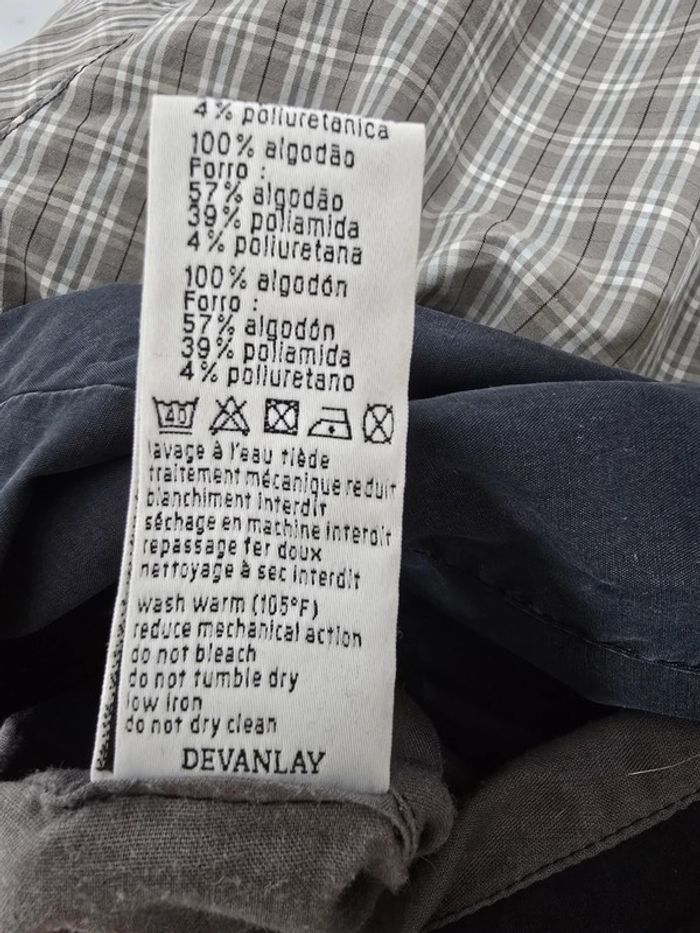 4% poliuretanica
100% algodão
Forro :
57% algodão
39% poliamida
4% poliuretana
100% algodón
Forro :
57% algodón
39% poliamida
4% poliuretano
40
lavage à l'eau tiède
traitement mécanique reduit
blanchiment interdit
séchage en machine interdit
repassage fer doux
nettoyage à sec interdit
wash warm (105°F)
reduce mechanical action
do not bleach
do not tumble dry
low iron
do not dry clean
DEVANLAY